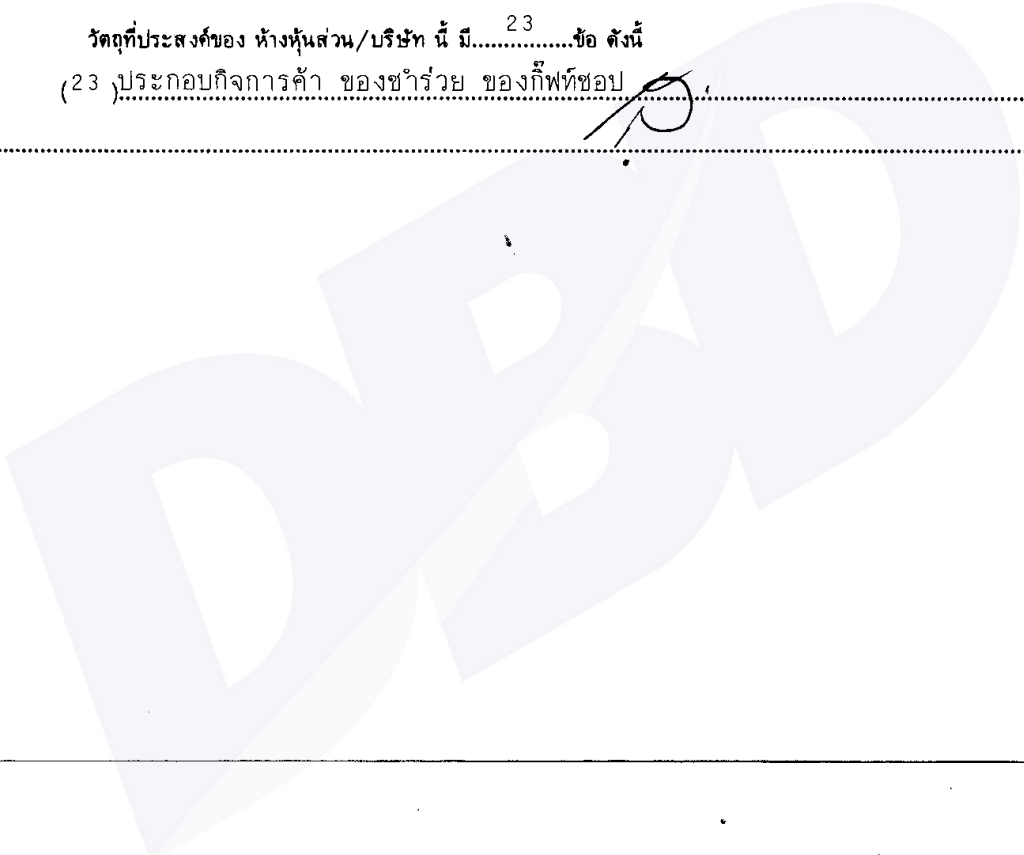 วัตถุที่ประสงค์ของ ห้างหุ้นส่วน/บริษัท นี้ มี.......23.......ข้อ ดังนี้
(23 )ประกอบกิจการค้า ของชำร่วย ของกิ๊ฟท์ชอป
DBD